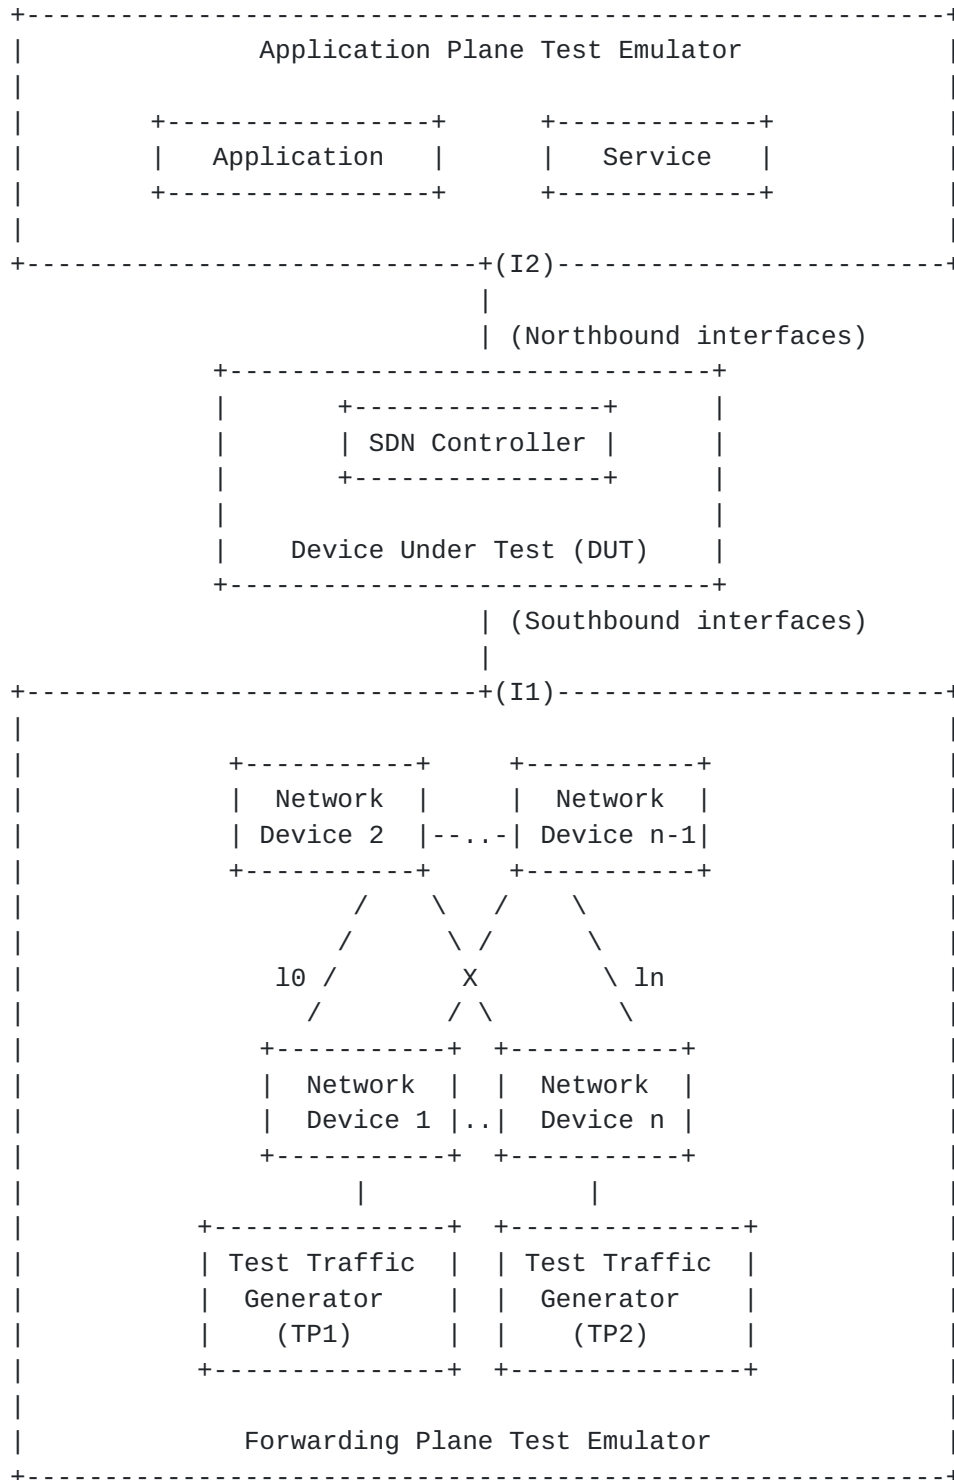 +-----------------------------------------------------------+
|               Application Plane Test Emulator             |
|                                                           |
|        +-----------------+      +-------------+           |
|        |   Application   |      |   Service   |           |
|        +-----------------+      +-------------+           |
|                                                           |
+-----------------------------+(I2)-------------------------+
                              |
                              | (Northbound interfaces)
             +-------------------------------+
             |       +----------------+      |
             |       | SDN Controller |      |
             |       +----------------+      |
             |                               |
             |    Device Under Test (DUT)    |
             +-------------------------------+
                              | (Southbound interfaces)
                              |
+-----------------------------+(I1)-------------------------+
|                                                           |
|             +-----------+     +-----------+               |
|             |  Network  |     |  Network  |               |
|             | Device 2  |--..-| Device n-1|               |
|             +-----------+     +-----------+               |
|                     /    \   /    \                       |
|                    /      \ /      \                      |
|                l0 /        X        \ ln                  |
|                  /        / \        \                    |
|               +-----------+  +-----------+                |
|               |  Network  |  |  Network  |                |
|               |  Device 1 |..|  Device n |                |
|               +-----------+  +-----------+                |
|                     |              |                      |
|           +---------------+  +---------------+            |
|           | Test Traffic  |  | Test Traffic  |            |
|           |  Generator    |  |  Generator    |            |
|           |    (TP1)      |  |    (TP2)      |            |
|           +---------------+  +---------------+            |
|                                                           |
|              Forwarding Plane Test Emulator               |
+-----------------------------------------------------------+